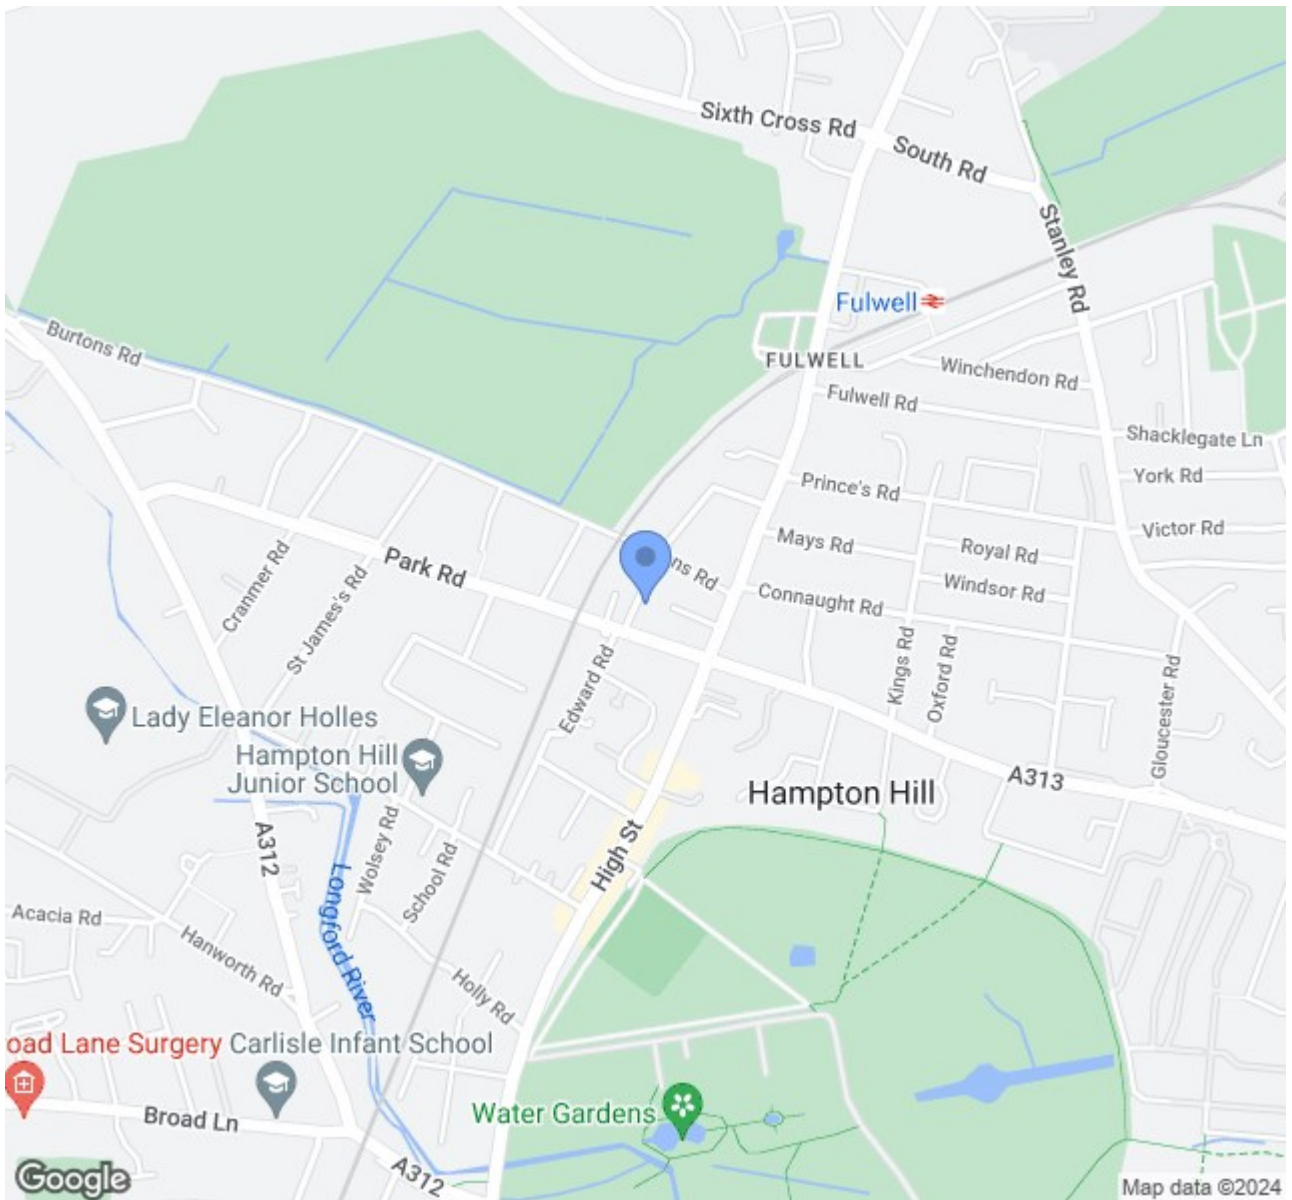 Sixth Cross Rd
South Rd
Stanley Rd
Fulwell
FULWELL
Burtons Rd
Winchendon Rd
Fulwell Rd
Shacklegate Ln
York Rd
Prince's Rd
Victor Rd
Mays Rd
Royal Rd
ons Rd
Windsor Rd
Connaught Rd
Park Rd
Cranmer Rd
St James's Rd
Kings Rd
Oxford Rd
Edward Rd
Gloucester Rd
Lady Eleanor Holles
Hampton Hill
Junior School
Hampton Hill
A313
A312
Wolsey Rd
School Rd
High St
Longford River
Acacia Rd
Hanworth Rd
Holly Rd
oad Lane Surgery
Carlisle Infant School
Water Gardens
Broad Ln
A312
Google
Map data ©2024